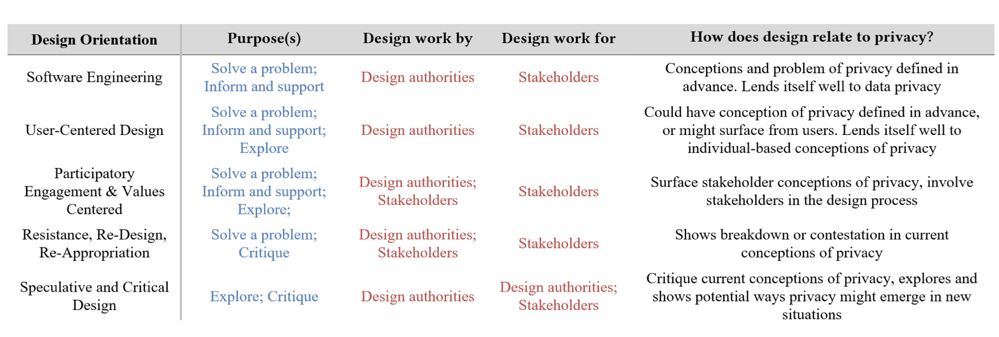 Design Orientation
Purpose(s)
Design work by
Design work for
How does design relate to privacy?
Software Engineering
Solve a problem;
Inform and support
Design authorities
Stakeholders
Conceptions and problem of privacy defined in
advance. Lends itself well to data privacy
User-Centered Design
Solve a problem;
Inform and support;
Explore
Design authorities
Stakeholders
Could have conception of privacy defined in advance,
or might surface from users. Lends itself well to
individual-based conceptions of privacy
Participatory
Engagement & Values
Centered
Solve a problem;
Inform and support;
Explore;
Design authorities;
Stakeholders
Stakeholders
Surface stakeholder conceptions of privacy, involve
stakeholders in the design process
Resistance, Re-Design,
Re-Appropriation
Solve a problem;
Critique
Design authorities;
Stakeholders
Stakeholders
Shows breakdown or contestation in current
conceptions of privacy
Speculative and Critical
Design
Explore; Critique
Design authorities
Design authorities;
Stakeholders
Critique current conceptions of privacy, explores and
shows potential ways privacy might emerge in new
situations